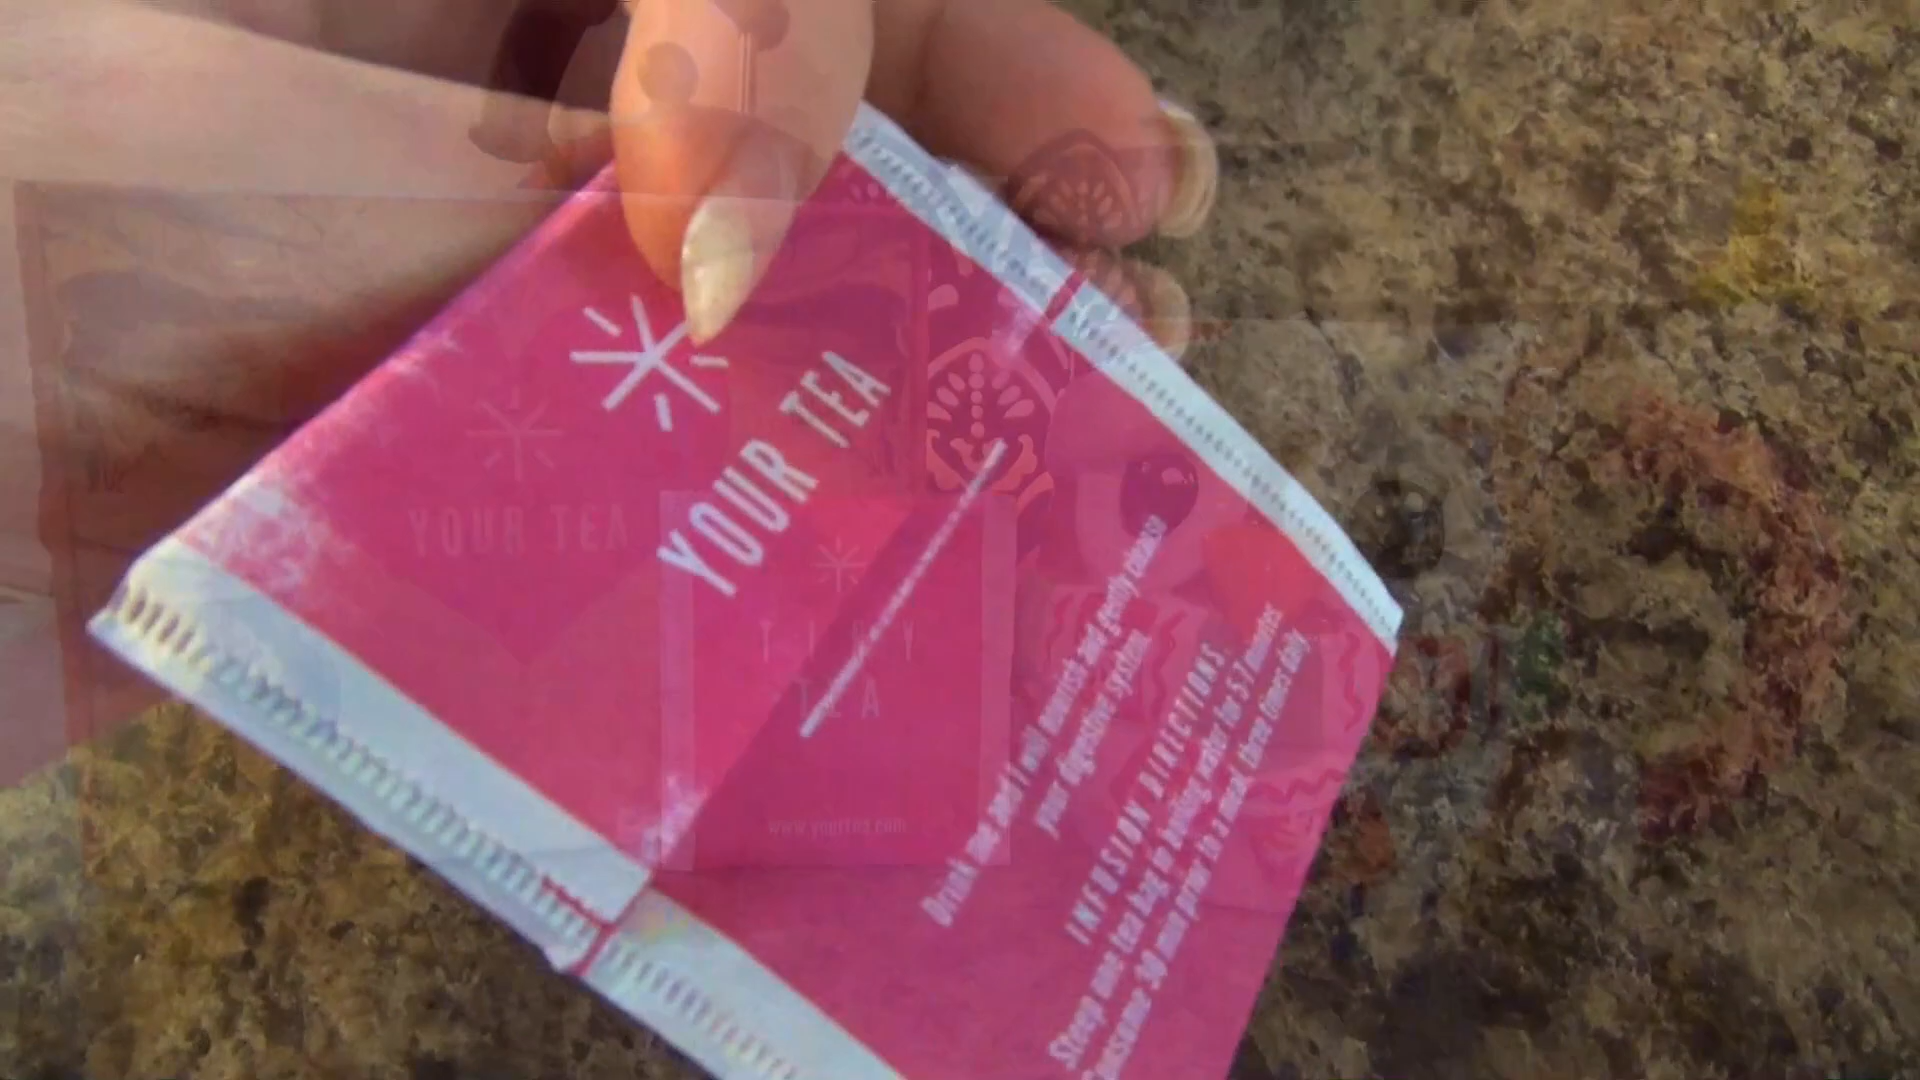 YOUR TEA
Drink me and I will nourish and gently cleanse
your digestive system.
INFUSION DIRECTIONS:
Steep one tea bag in boiling water for 5-7 minutes
Consume 30 min prior to a meal, three times daily
YOUR TEA
TINY
TEA
www.yourtea.com